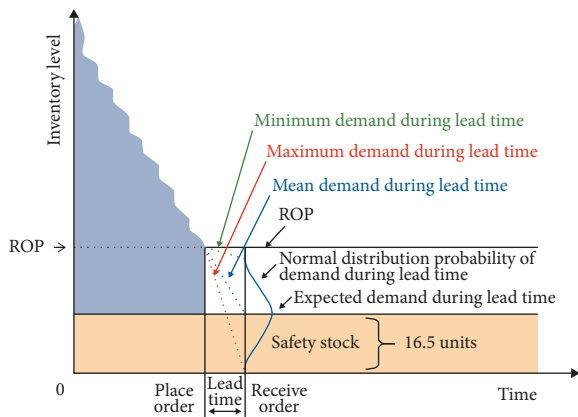 Inventory level
Minimum demand during lead time
Maximum demand during lead time
Mean demand during lead time
ROP
ROP
Normal distribution probability of
demand during lead time
Expected demand during lead time
Safety stock
16.5 units
0
Place
order
Lead
time
Receive
order
Time